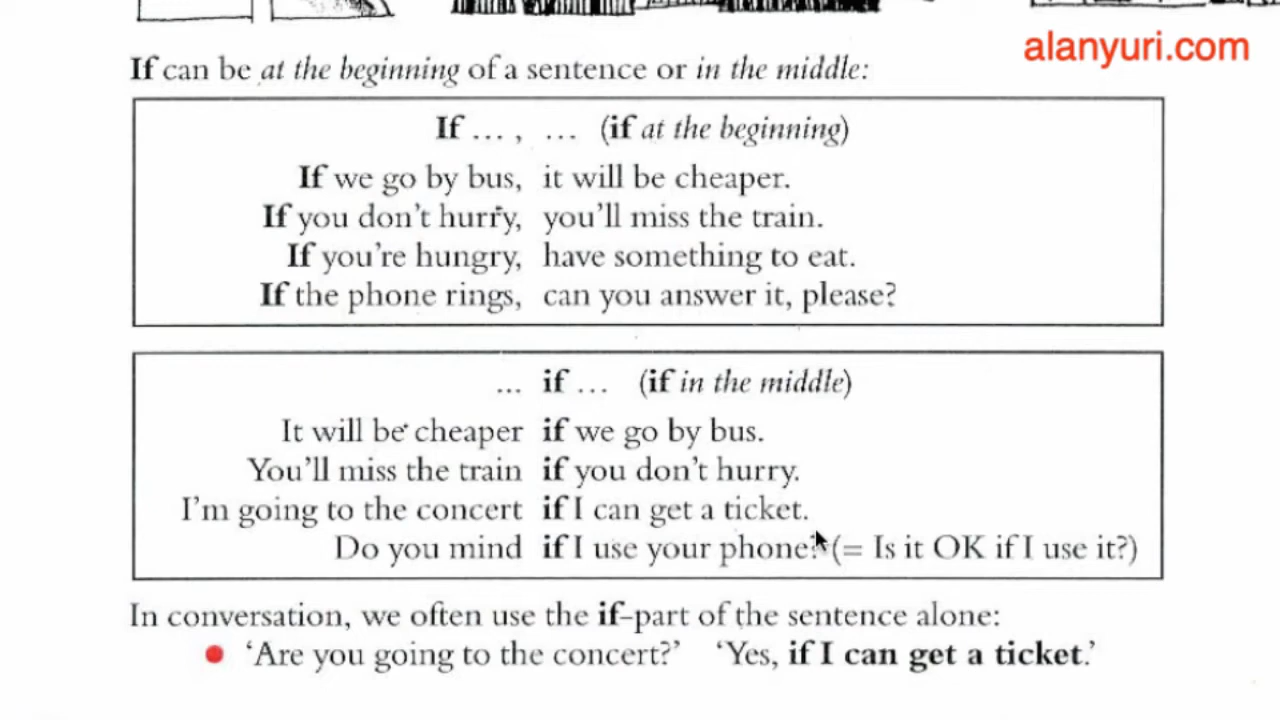 alanyuri.com
If can be at the beginning of a sentence or in the middle:
If ... , ... (if at the beginning)
If we go by bus, it will be cheaper.
If you don't hurry, you'll miss the train.
If you're hungry, have something to eat.
If the phone rings, can you answer it, please?
... if ... (if in the middle)
It will be cheaper if we go by bus.
You'll miss the train if you don't hurry.
I'm going to the concert if I can get a ticket.
Do you mind if I use your phone? (= Is it OK if I use it?)
In conversation, we often use the if-part of the sentence alone:
'Are you going to the concert?' 'Yes, if I can get a ticket.'